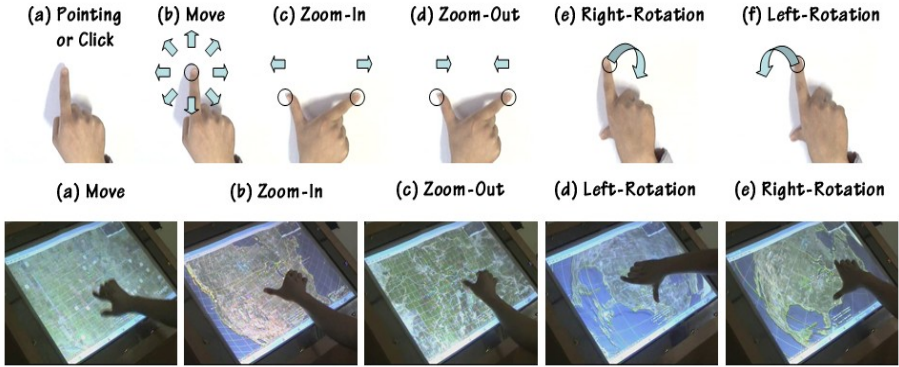 (a) Pointing or Click
(b) Move
(c) Zoom-In
(d) Zoom-Out
(e) Right-Rotation
(f) Left-Rotation
(a) Move
(b) Zoom-In
(c) Zoom-Out
(d) Left-Rotation
(e) Right-Rotation